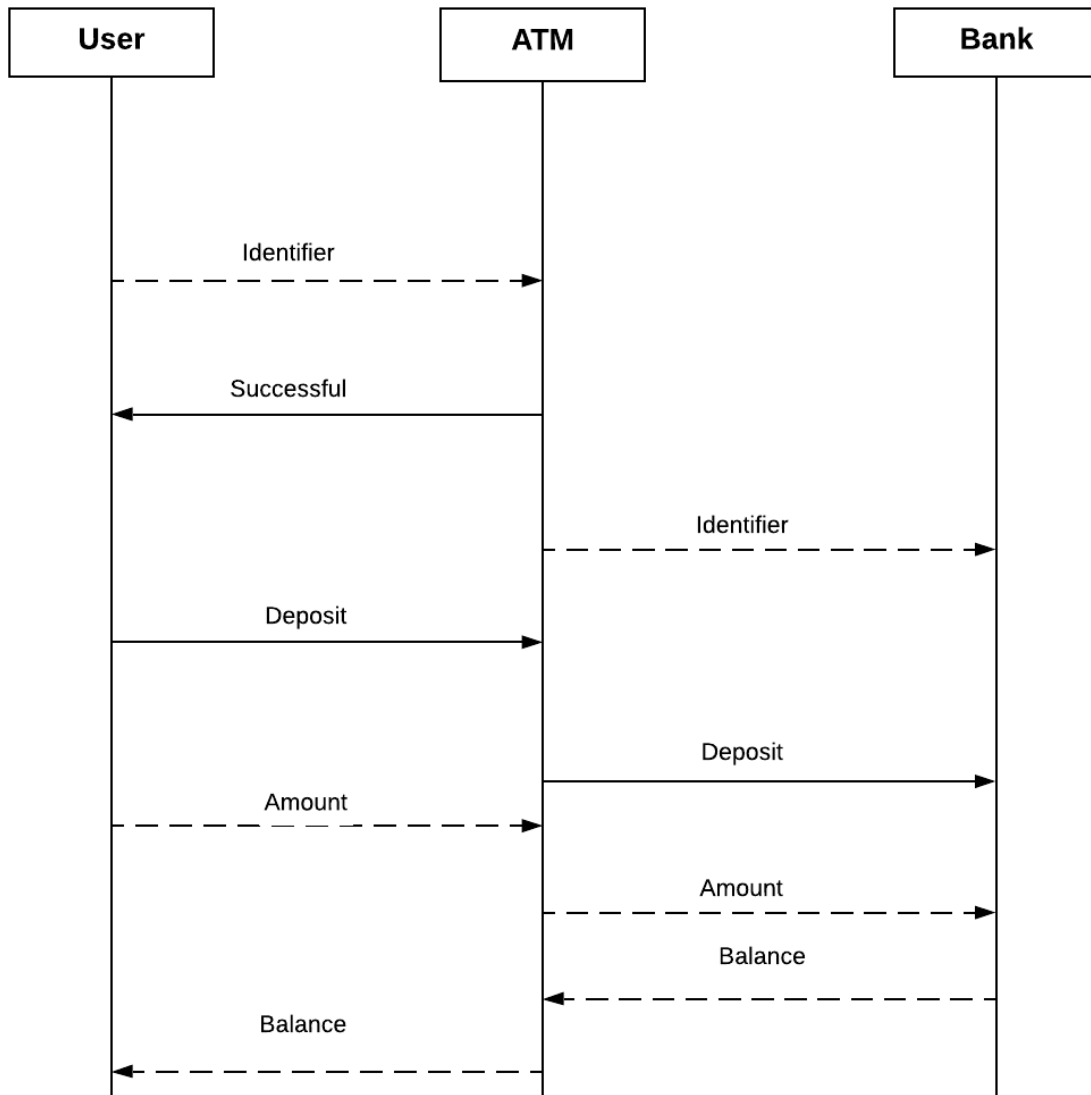 User
ATM
Bank
Identifier
Successful
Identifier
Deposit
Deposit
Amount
Amount
Balance
Balance